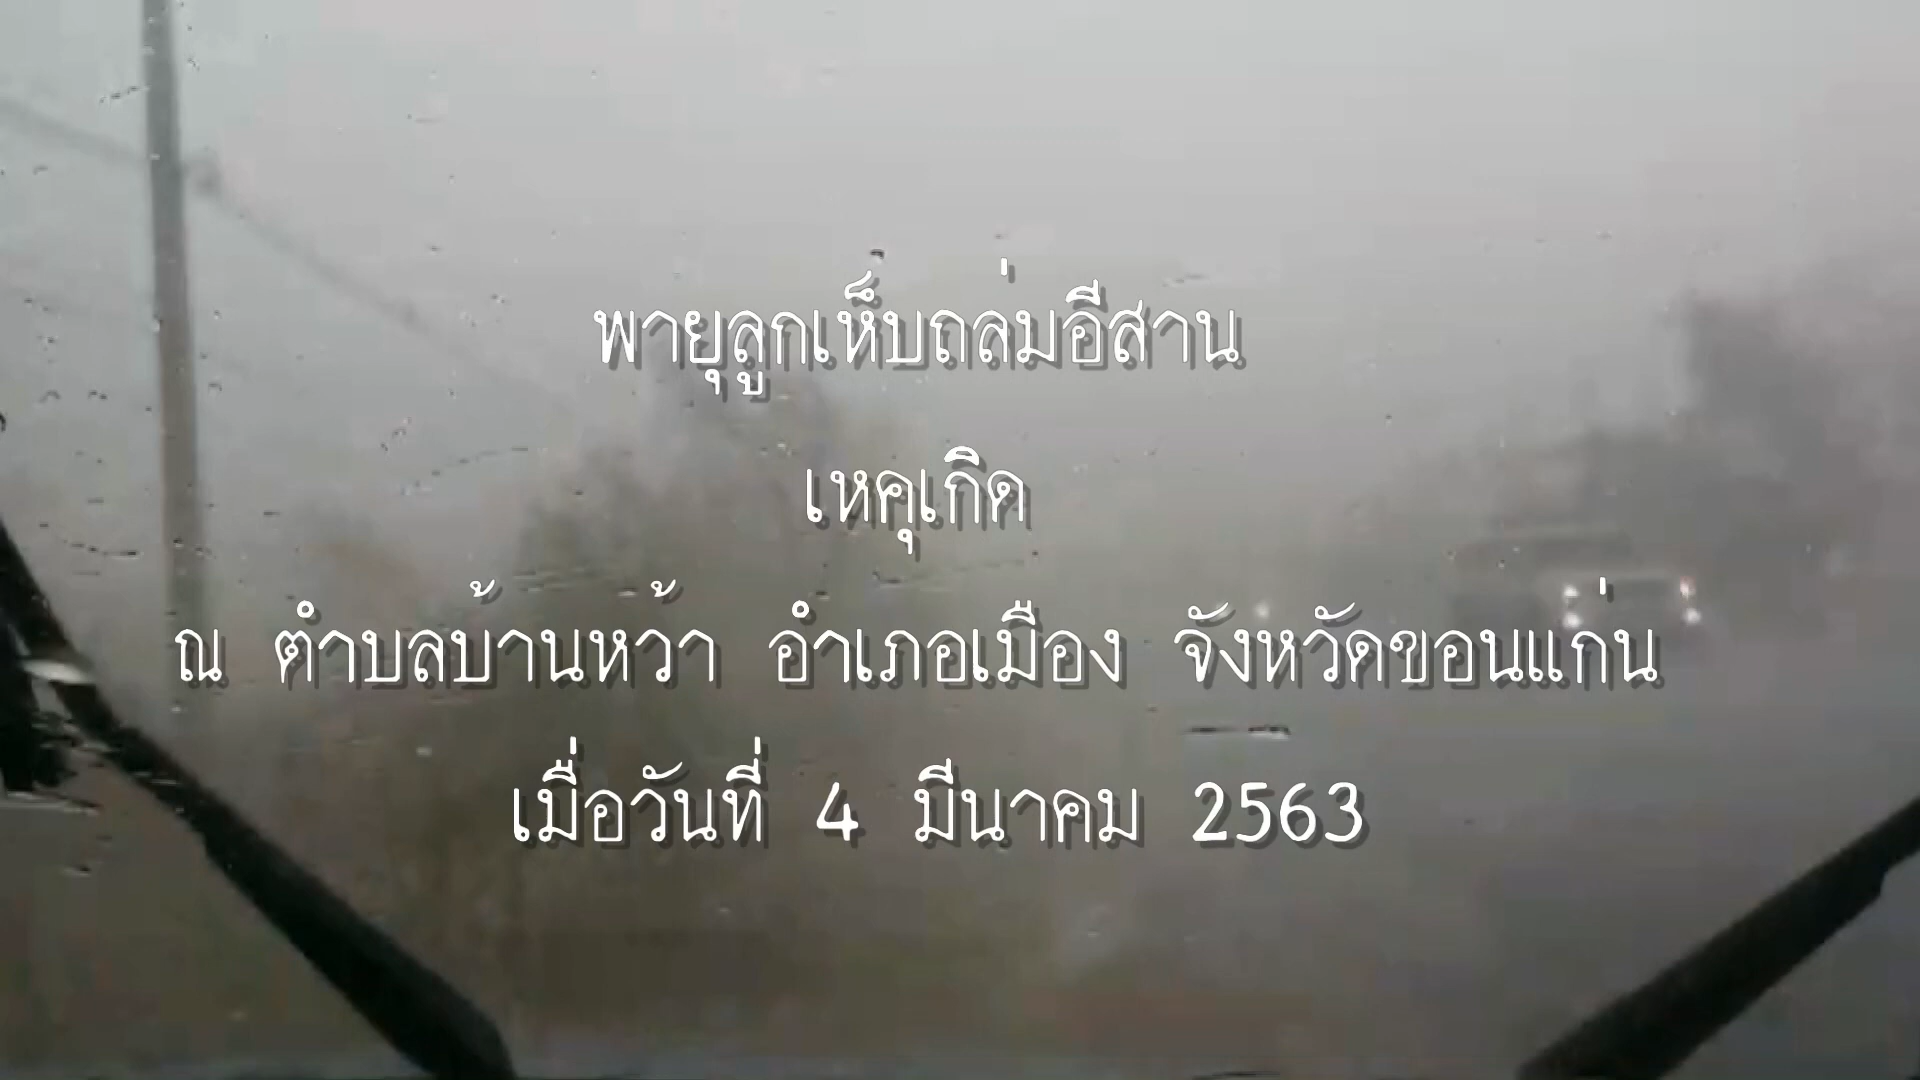 พายุลูกเห็บถล่มอีสาน
เหคุเกิด
ณ ตำบลบ้านหว้า อำเภอเมือง จังหวัดขอนแก่น
เมื่อวันที่ 4 มีนาคม 2563